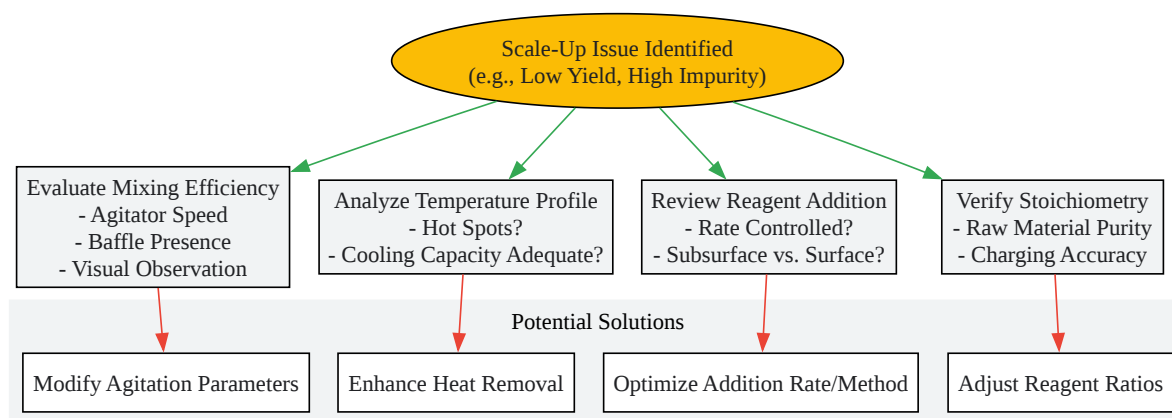 Scale-Up Issue Identified
(e.g., Low Yield, High Impurity)
Evaluate Mixing Efficiency
- Agitator Speed
- Baffle Presence
- Visual Observation
Analyze Temperature Profile
- Hot Spots?
- Cooling Capacity Adequate?
Review Reagent Addition
- Rate Controlled?
- Subsurface vs. Surface?
Verify Stoichiometry
- Raw Material Purity
- Charging Accuracy
Potential Solutions
Modify Agitation Parameters
Enhance Heat Removal
Optimize Addition Rate/Method
Adjust Reagent Ratios